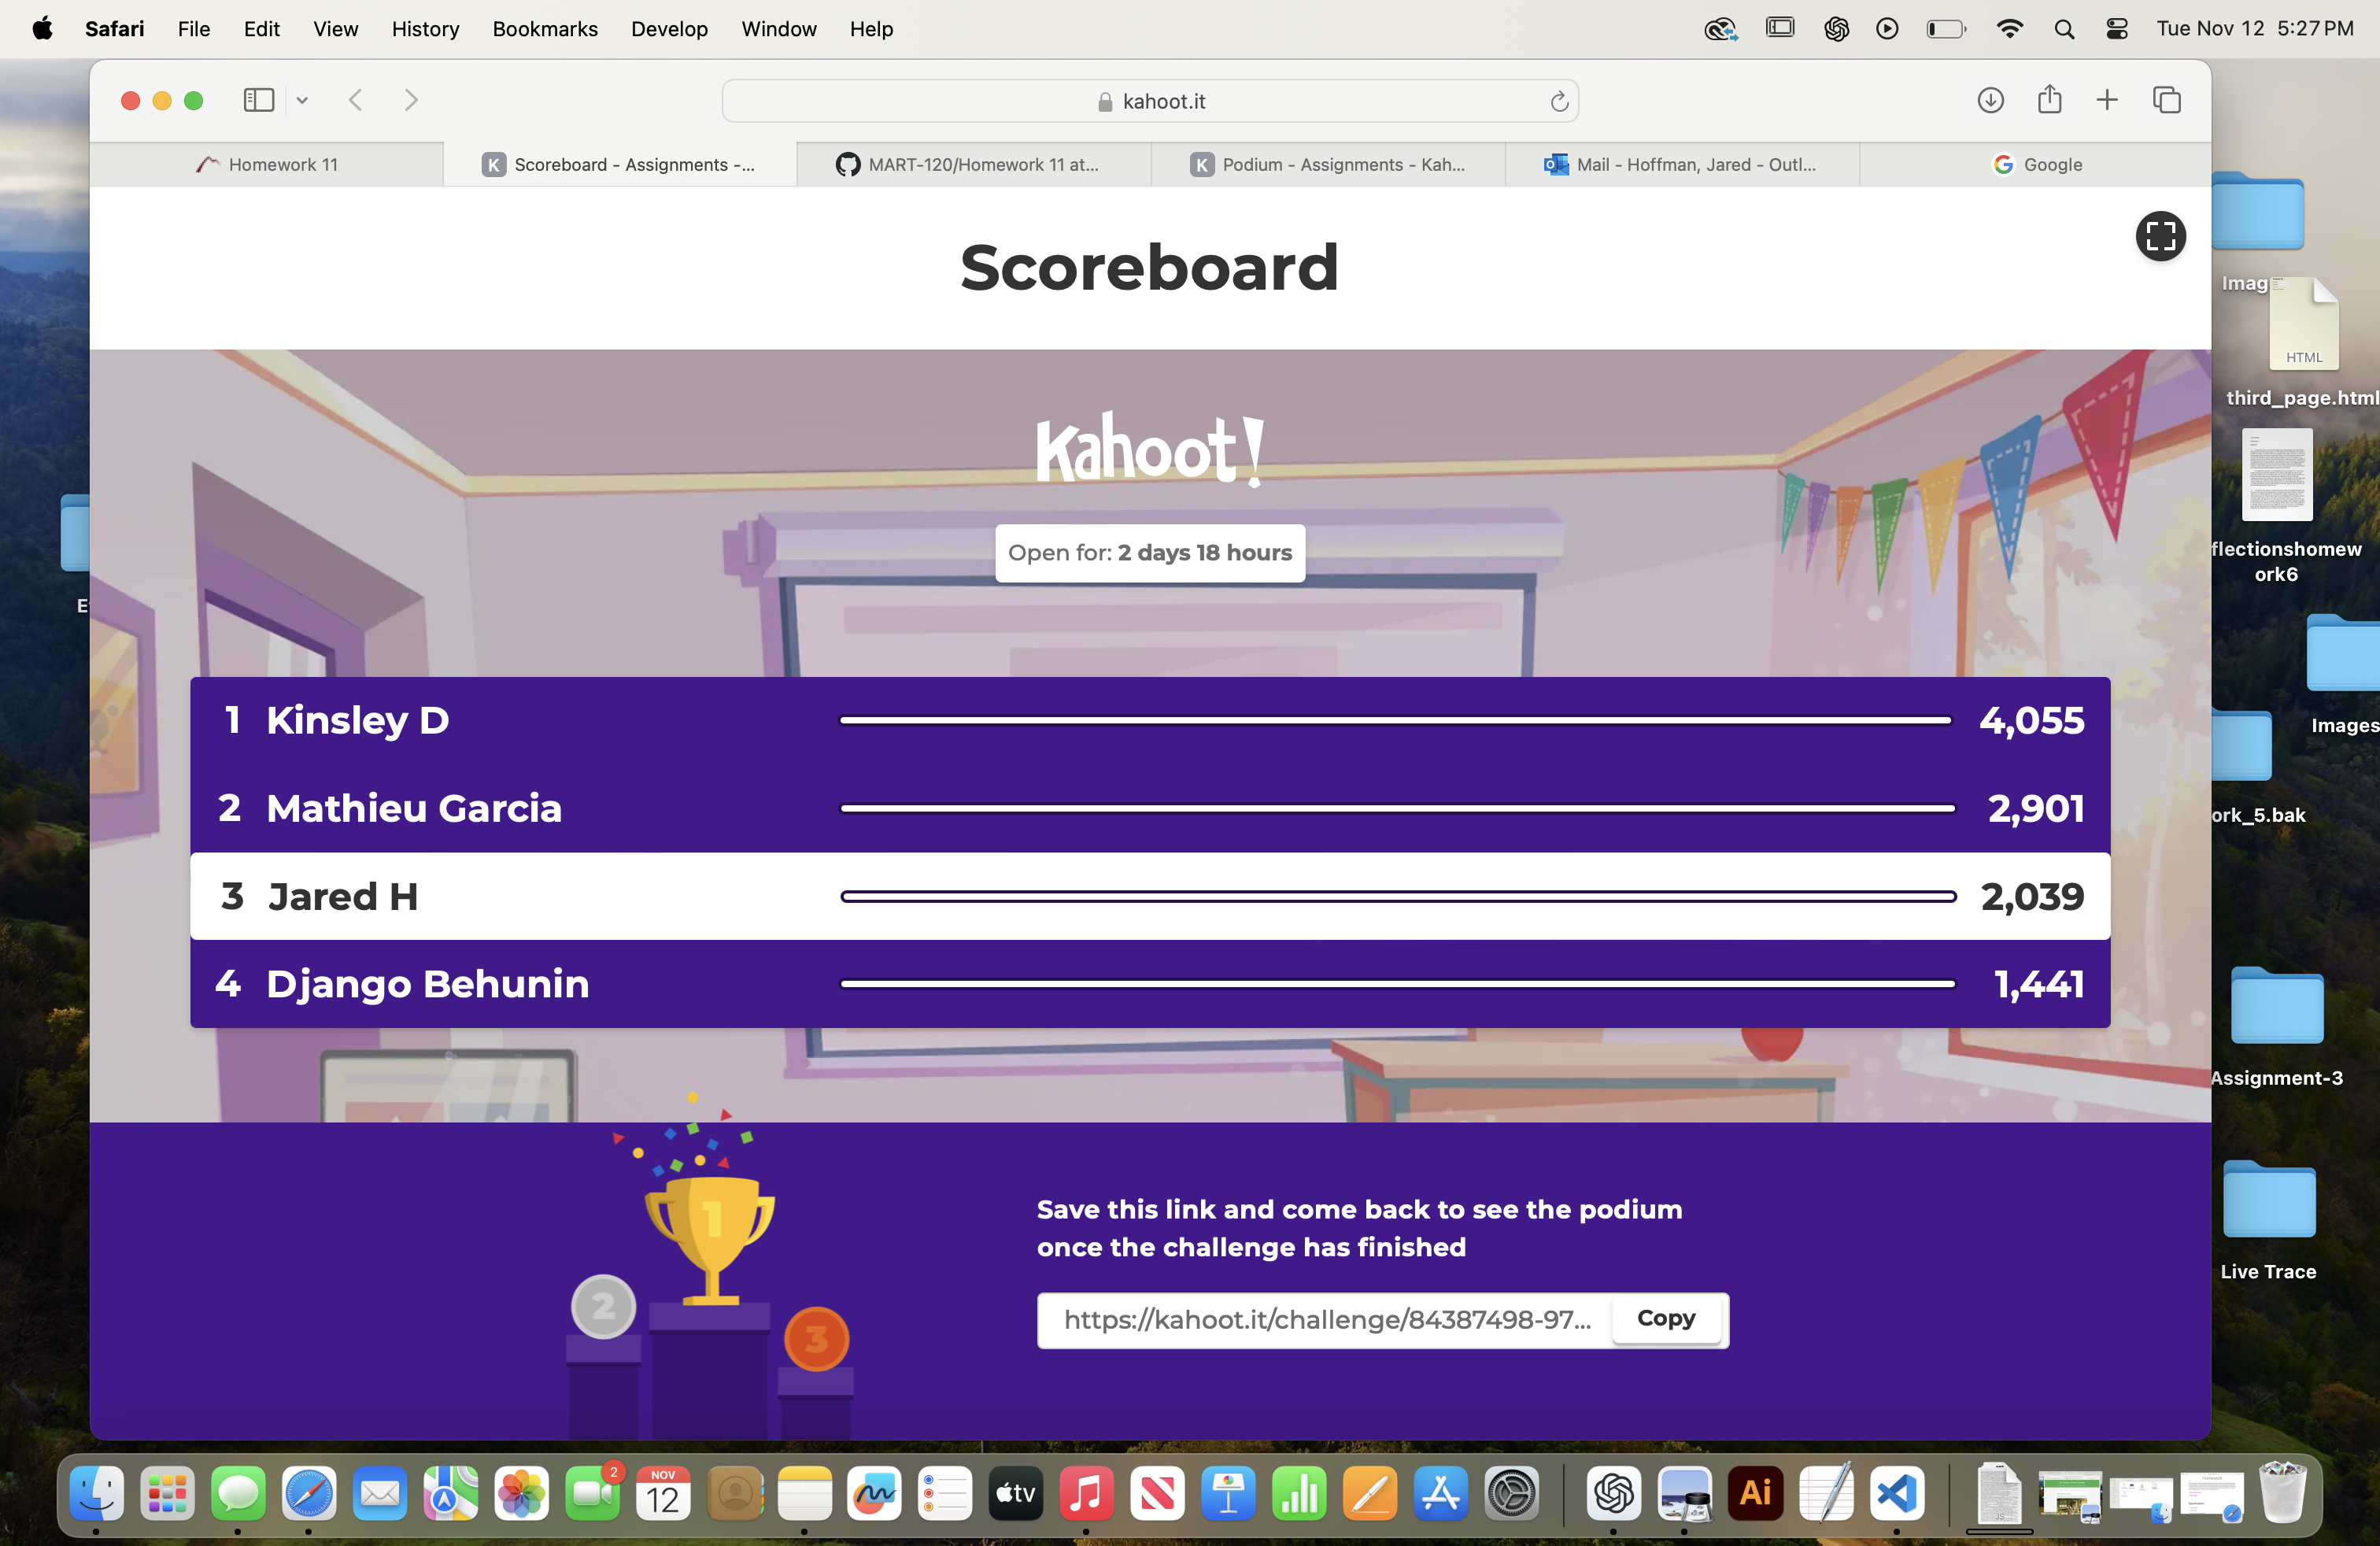 Safari File Edit View History Bookmarks Develop Window Help Tue Nov 12 5:27 PM
kahoot.it
Homework 11
K Scoreboard - Assignments -...
MART-120/Homework 11 at...
K Podium - Assignments - Kah...
Mail - Hoffman, Jared - Outl...
Google
Scoreboard
Kahoot!
Open for: 2 days 18 hours
1 Kinsley D 4,055
2 Mathieu Garcia 2,901
3 Jared H 2,039
4 Django Behunin 1,441
1
2
3
Save this link and come back to see the podium
once the challenge has finished
https://kahoot.it/challenge/84387498-97...
Copy
Imag
HTML
third_page.html
flectionshomew
ork6
Images
ork_5.bak
Assignment-3
Live Trace
2
NOV
12
tv
Ai
JS